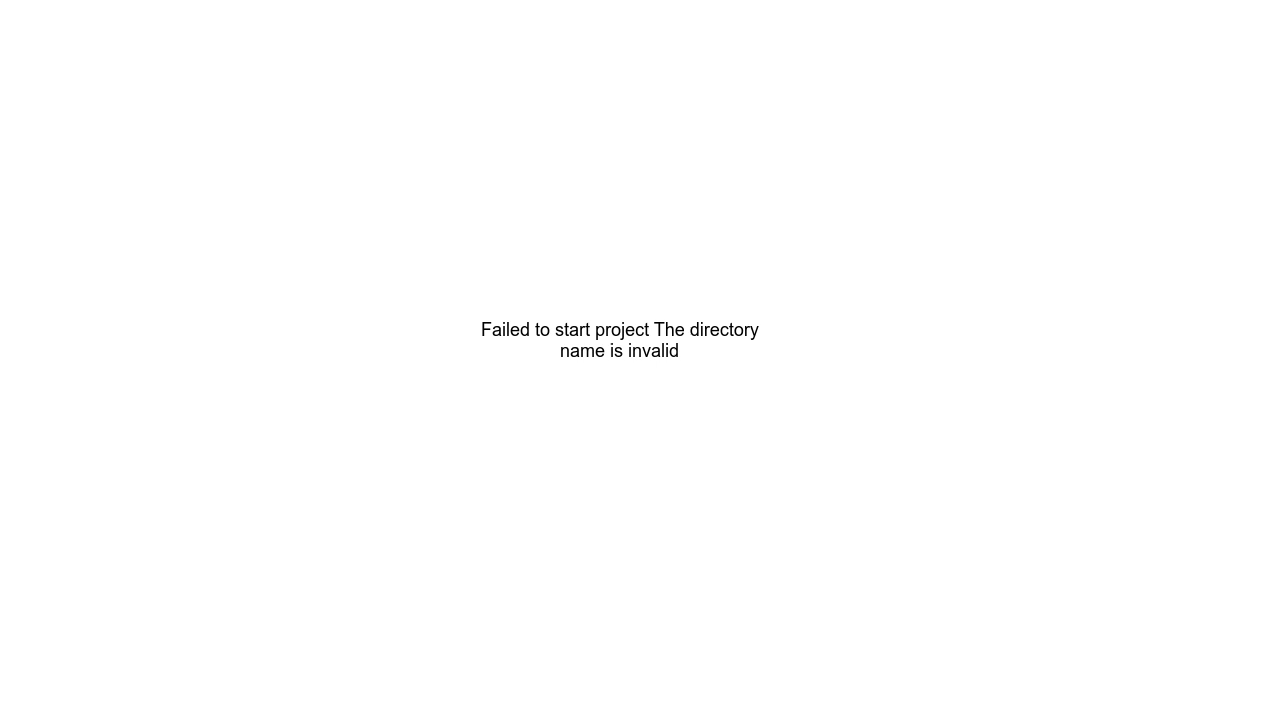 Failed to start project The directory
name is invalid